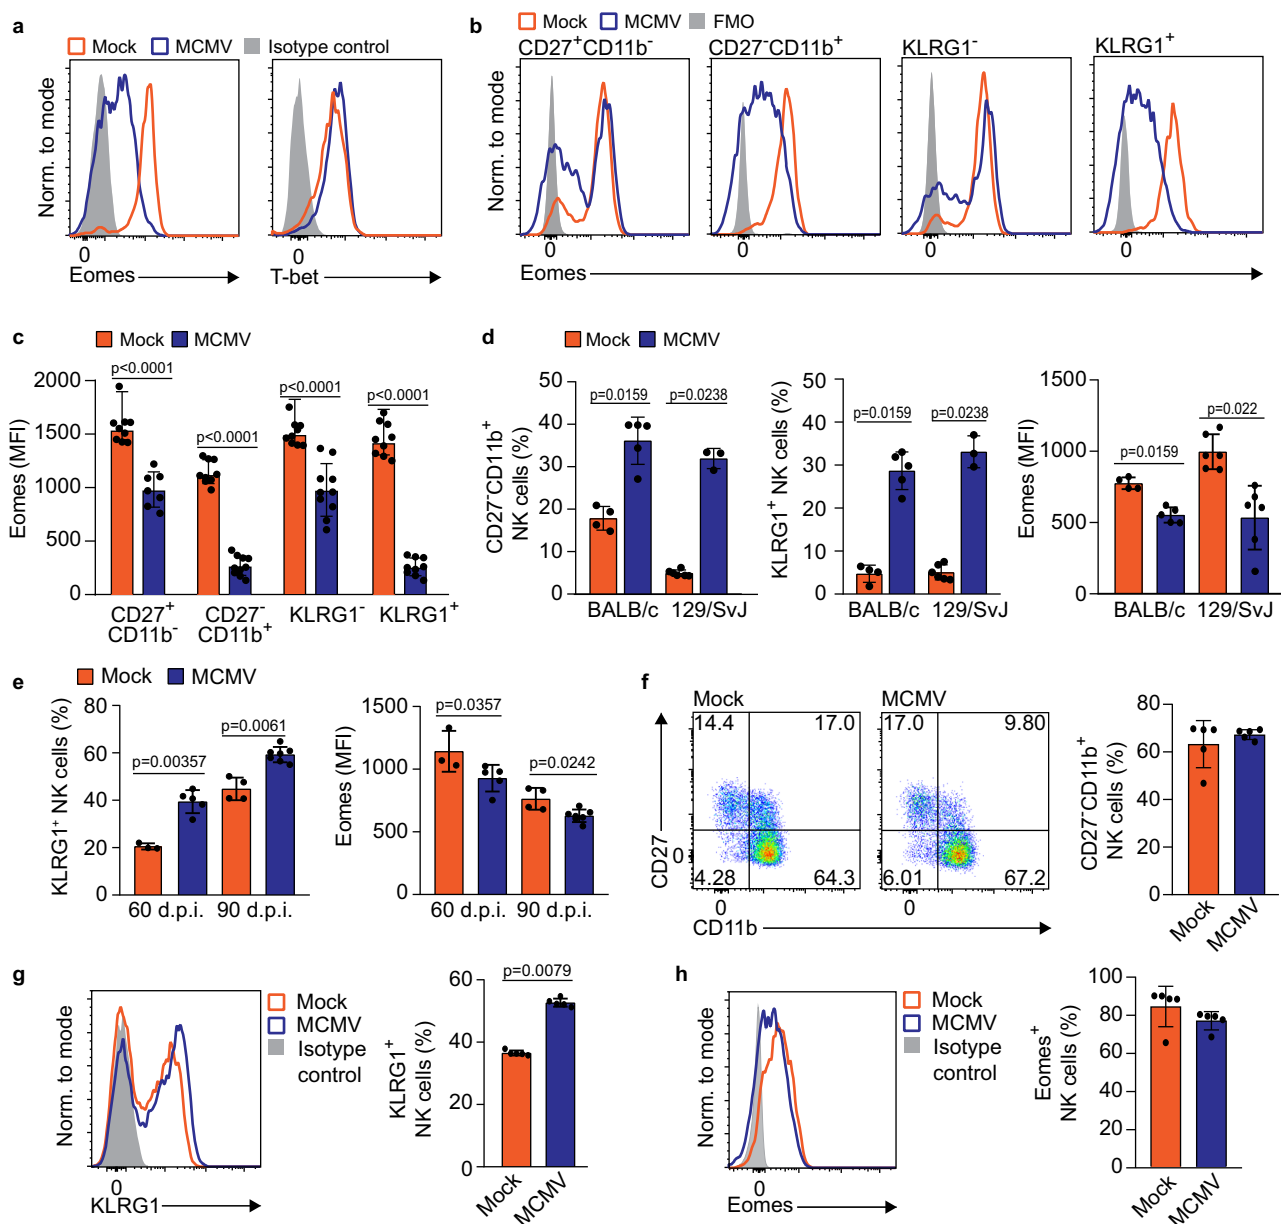 a
Mock MCMV Isotype control
Norm. to mode
0 0
Eomes T-bet
b
Mock MCMV FMO
CD27+CD11b- CD27-CD11b+ KLRG1- KLRG1+
Norm. to mode
0 0 0 0
Eomes
c
Mock MCMV
Eomes (MFI)
2000
1500
1000
500
0
p<0.0001
p<0.0001
p<0.0001
p<0.0001
CD27+ CD11b-
CD27- CD11b+
KLRG1-
KLRG1+
d
Mock MCMV
CD27-CD11b+
NK cells (%)
50
40
30
20
10
0
p=0.0159 p=0.0238
BALB/c 129/SvJ
KLRG1+ NK cells (%)
50
40
30
20
10
0
p=0.0159 p=0.0238
BALB/c 129/SvJ
Eomes (MFI)
1500
1000
500
0
p=0.0159
p=0.022
BALB/c 129/SvJ
e
Mock MCMV
KLRG1+ NK cells (%)
80
60
40
20
0
p=0.00357
p=0.0061
60 d.p.i. 90 d.p.i.
Eomes (MFI)
1500
1000
500
0
p=0.0357
p=0.0242
60 d.p.i. 90 d.p.i.
f
Mock MCMV
14.4 17.0
4.28 64.3
17.0 9.80
6.01 67.2
CD27
0
0 0
CD11b
CD27-CD11b+
NK cells (%)
80
60
40
20
0
Mock
MCMV
g
Mock
MCMV
Isotype
control
Norm. to mode
0
KLRG1
KLRG1+
NK cells (%)
60
40
20
0
p=0.0079
Mock
MCMV
h
Mock
MCMV
Isotype
control
Norm. to mode
0
Eomes
Eomes+
NK cells (%)
100
80
60
40
20
0
Mock
MCMV